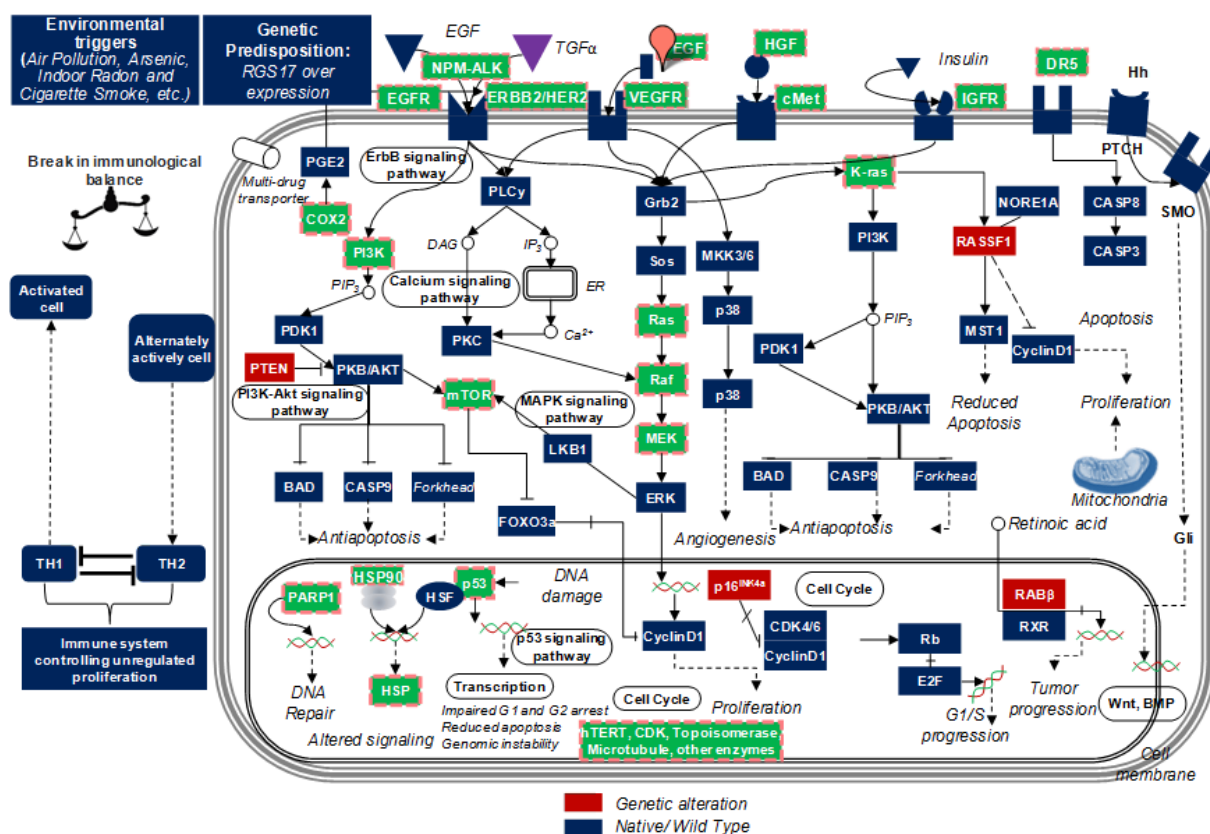 Environmental
triggers
(Air Pollution, Arsenic,
Indoor Radon and
Cigarette Smoke, etc.)
Genetic
Predisposition:
RGS17 over
expression
EGF
TGFα
NPM-ALK
EGFR
ERBB2/HER2
EGF
VEGFR
HGF
cMet
Insulin
IGFR
DR5
Hh
PTCH
SMO
Break in immunological
balance
Multi-drug
transporter
PGE2
COX2
ErbB signaling
pathway
PLCy
Grb2
K-ras
NORE1A
CASP8
PI3K
DAG
IP3
Sos
MKK3/6
PI3K
RASSF1
CASP3
PIP3
Calcium signaling
pathway
ER
Activated
cell
Alternately
actively cell
PDK1
PKC
Ca2+
Ras
p38
PIP3
PDK1
MST1
CyclinD1
Apoptosis
PTEN
PKB/AKT
PI3K-Akt signaling
pathway
mTOR
MAPK signaling
pathway
Raf
p38
PKB/AKT
Reduced
Apoptosis
Proliferation
LKB1
MEK
BAD
CASP9
Forkhead
ERK
BAD
CASP9
Forkhead
Mitochondria
FOXO3a
Antiapoptosis
Angiogenesis
Antiapoptosis
Retinoic acid
Gli
TH1
TH2
PARP1
HSP90
HSF
p53
DNA
damage
p16INK4a
Cell Cycle
RABβ
RXR
p53 signaling
pathway
CyclinD1
CDK4/6
CyclinD1
Rb
E2F
Immune system
controlling unregulated
proliferation
DNA
Repair
HSP
Altered signaling
Transcription
Impaired G1 and G2 arrest
Reduced apoptosis
Genomic instability
Cell Cycle
Proliferation
hTERT, CDK, Topoisomerase,
Microtubule, other enzymes
G1/S
progression
Tumor
progression
Wnt, BMP
Cell
membrane
Genetic alteration
Native/ Wild Type